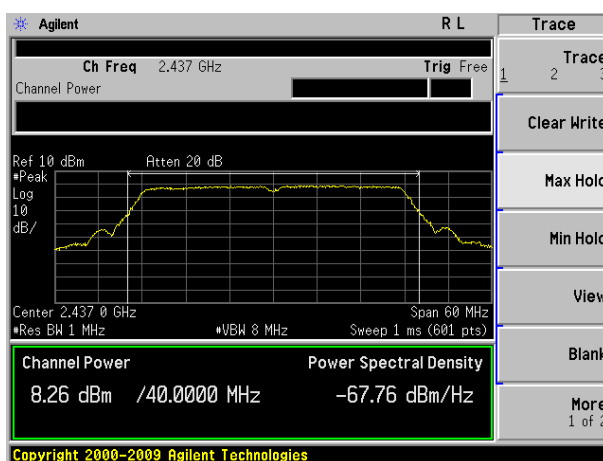 Agilent R L Trace
Ch Freq 2.437 GHz Trig Free
Channel Power
Trace
1 2 3
Clear Write
Max Hold
Min Hold
View
Blank
More
1 of 2
Ref 10 dBm Atten 20 dB
#Peak
Log
10
dB/
Center 2.437 0 GHz Span 60 MHz
#Res BW 1 MHz #VBW 8 MHz Sweep 1 ms (601 pts)
Channel Power Power Spectral Density
8.26 dBm /40.0000 MHz -67.76 dBm/Hz
Copyright 2000-2009 Agilent Technologies